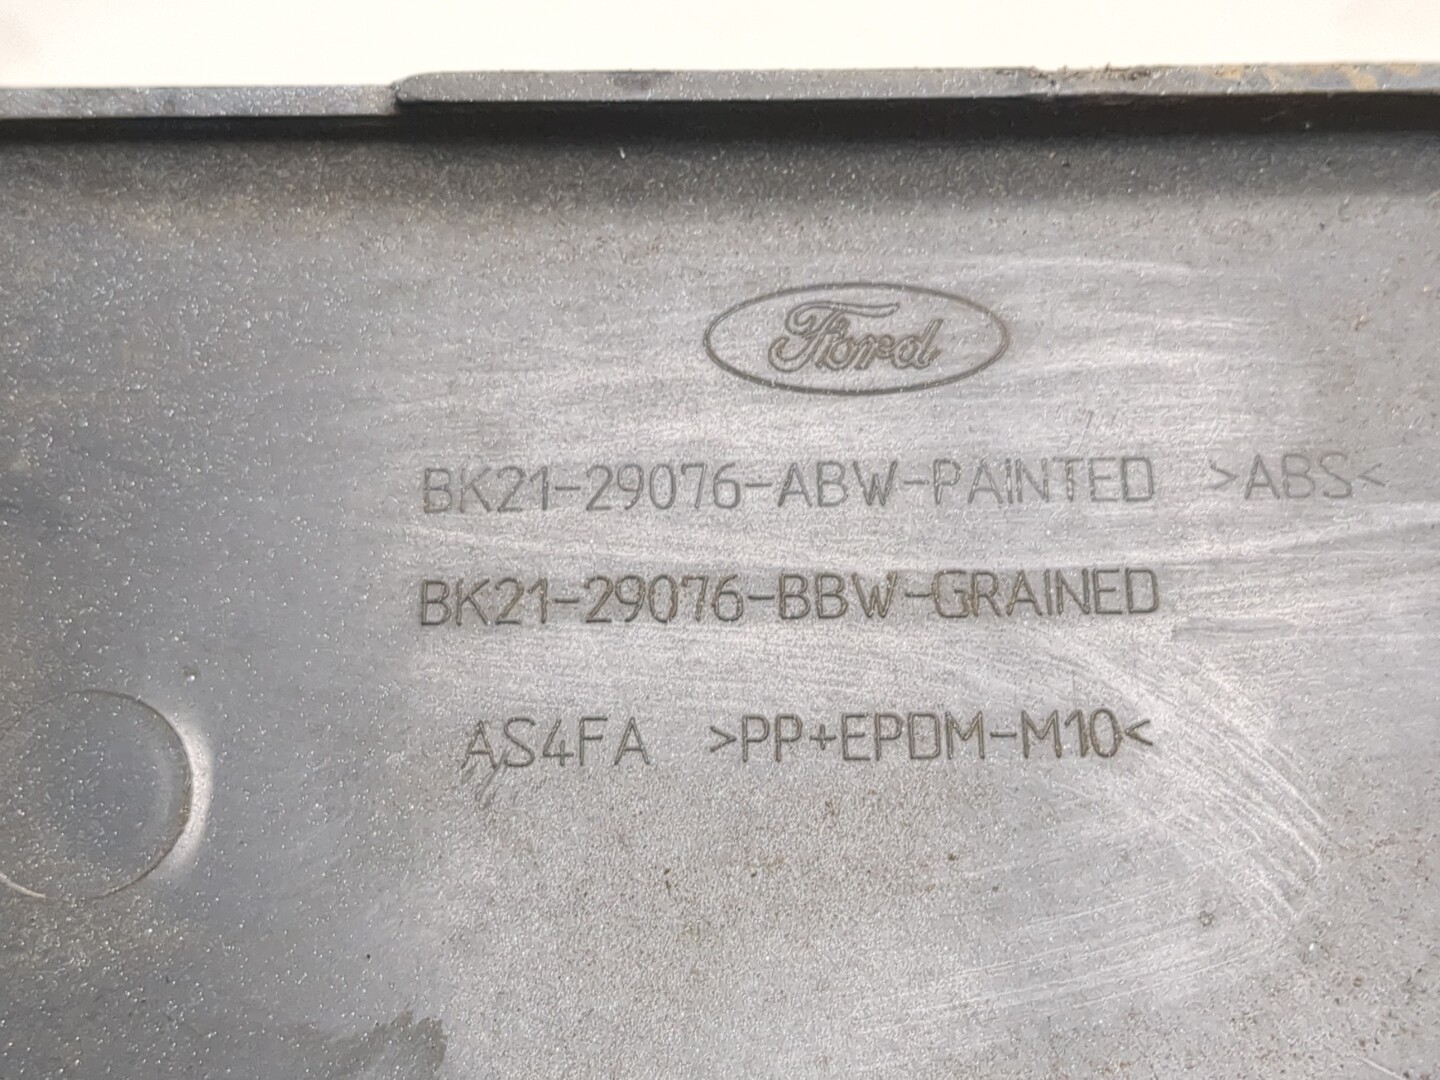 Ford
BK21-29076-ABW-PAINTED >ABS<
BK21-29076-BBW-GRAINED
AS4FA >PP+EPDM-M10<